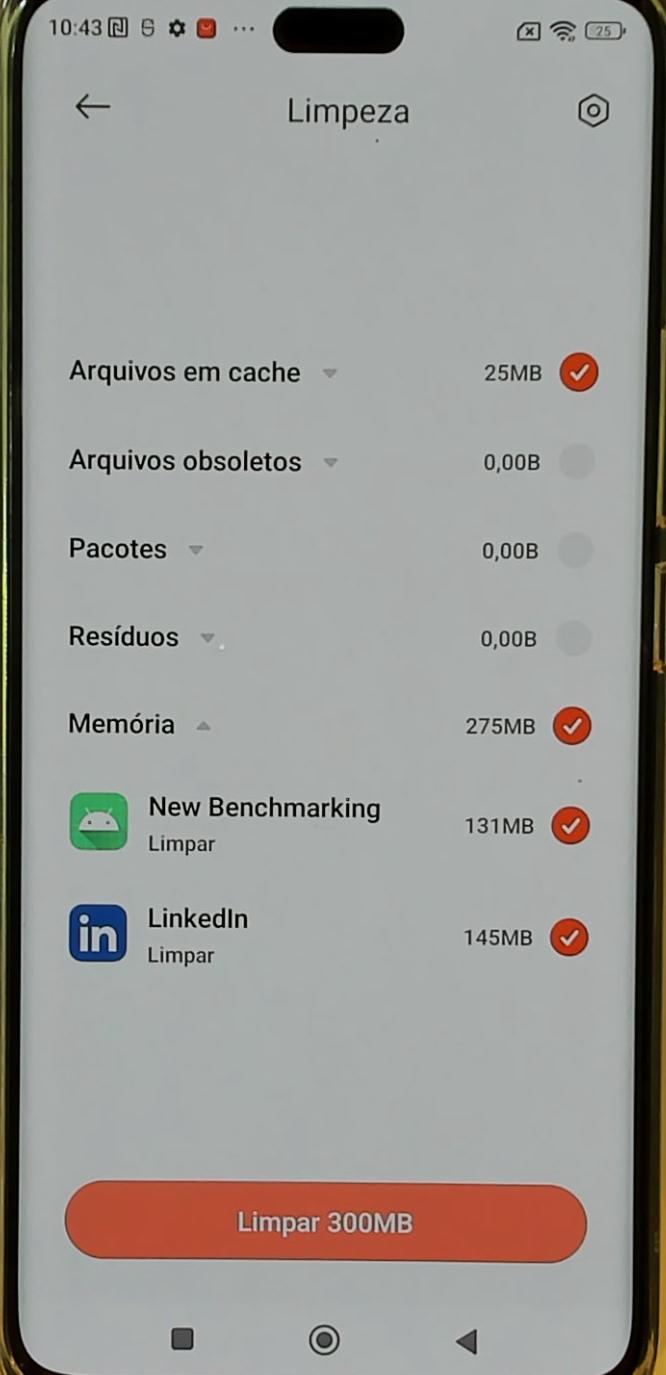 10:43
25
Limpeza
Arquivos em cache 25MB
Arquivos obsoletos 0,00B
Pacotes 0,00B
Resíduos 0,00B
Memória 275MB
New Benchmarking
Limpar 131MB
in LinkedIn
Limpar 145MB
Limpar 300MB